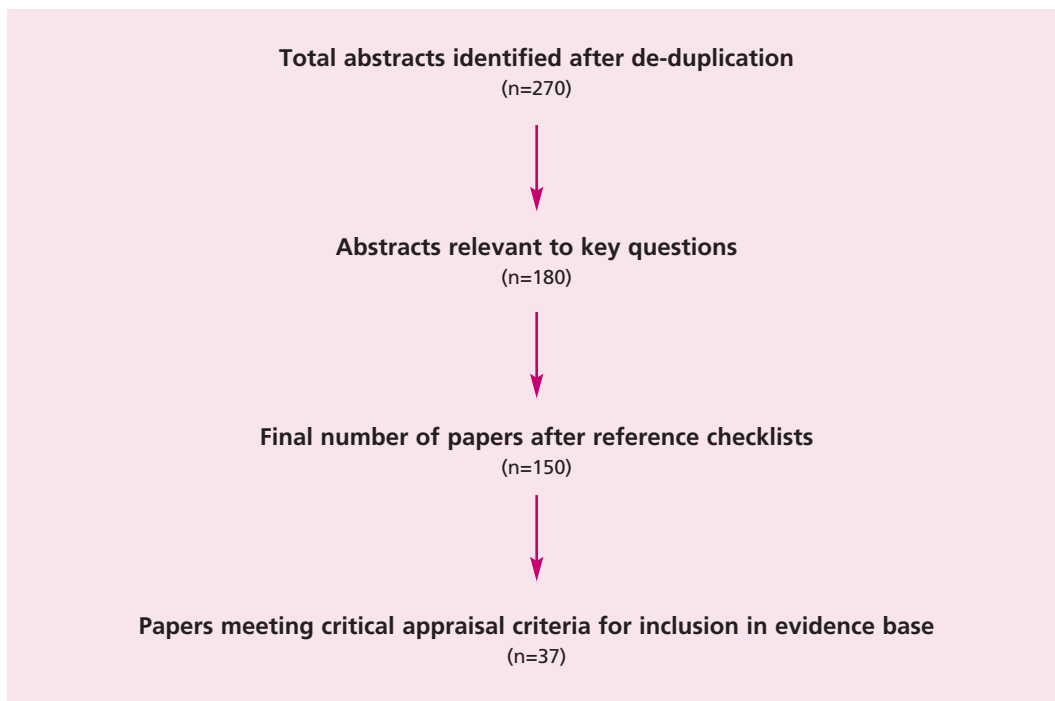 Total abstracts identified after de-duplication
(n=270)
Abstracts relevant to key questions
(n=180)
Final number of papers after reference checklists
(n=150)
Papers meeting critical appraisal criteria for inclusion in evidence base
(n=37)